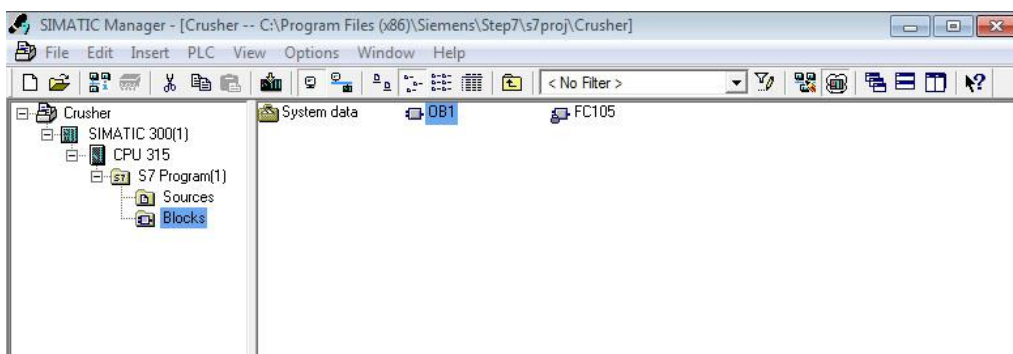 SIMATIC Manager - [Crusher -- C:\Program Files (x86)\Siemens\Step7\s7proj\Crusher]
File Edit Insert PLC View Options Window Help
< No Filter >
Crusher
SIMATIC 300(1)
CPU 315
S7 Program(1)
Sources
Blocks
System data OB1 FC105